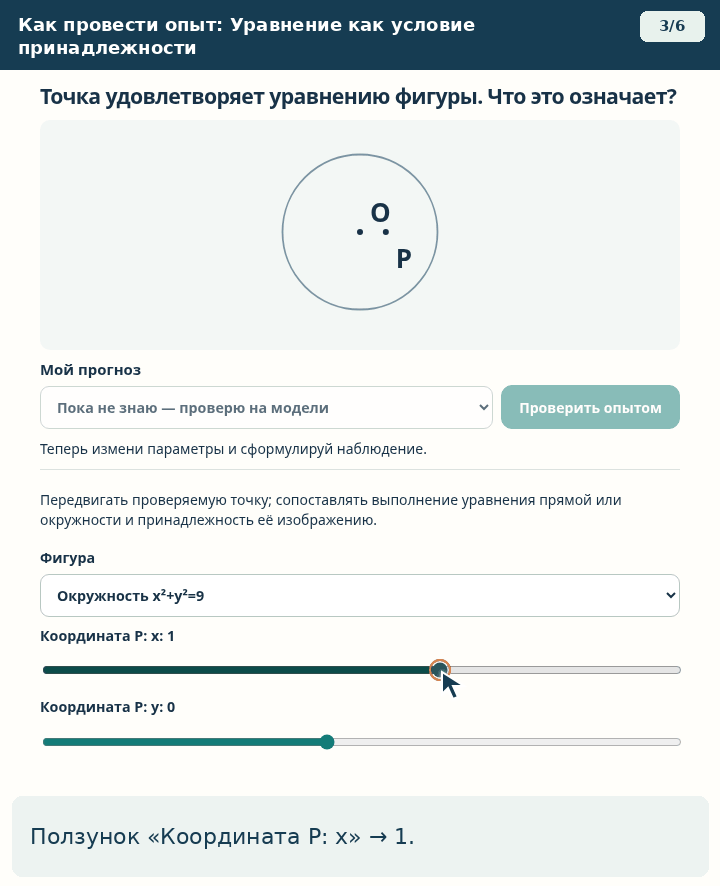 Как провести опыт: Уравнение как условие
принадлежности
3/6
Точка удовлетворяет уравнению фигуры. Что это означает?
O
P
Мой прогноз
Пока не знаю — проверю на модели
Проверить опытом
Теперь измени параметры и сформулируй наблюдение.
Передвигать проверяемую точку; сопоставлять выполнение уравнения прямой или
окружности и принадлежность её изображению.
Фигура
Окружность x²+y²=9
Координата P: x: 1
Координата P: y: 0
Ползунок «Координата P: x» → 1.